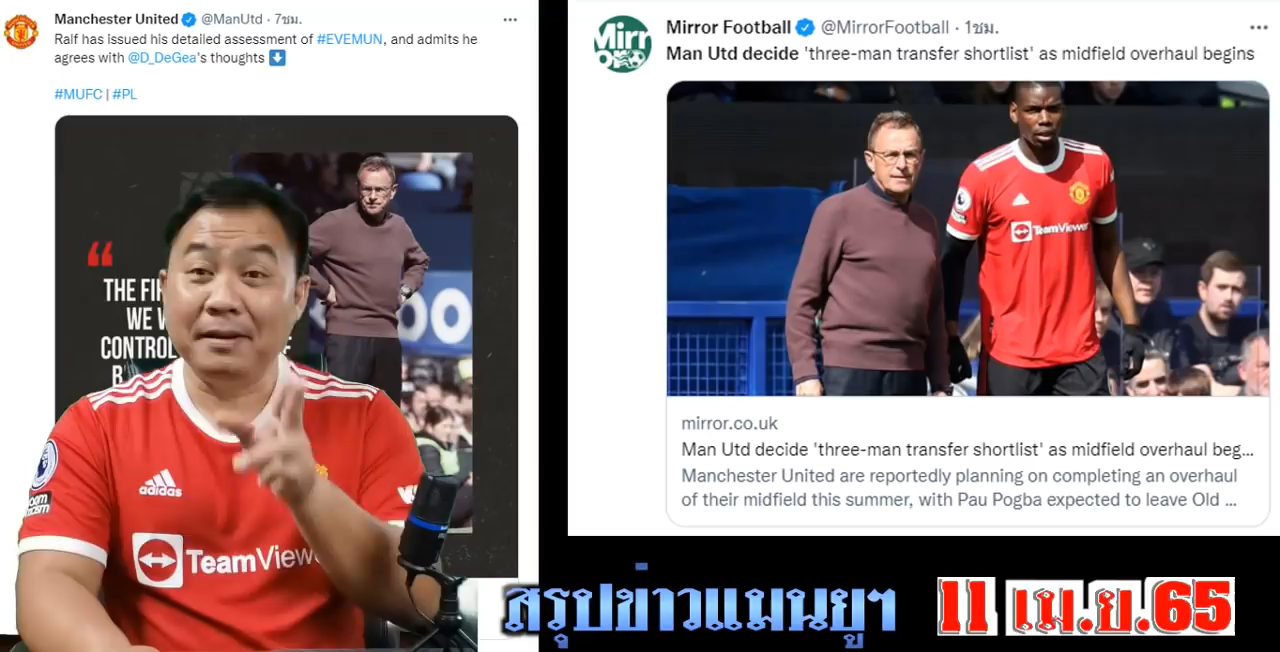 Manchester United @ManUtd · 7ชม.
Ralf has issued his detailed assessment of #EVEMUN, and admits he
agrees with @D_DeGea's thoughts
#MUFC | #PL
THE
WE
CONTROL
adidas
TeamViewer
Mirror Football @MirrorFootball · 1ชม.
Man Utd decide 'three-man transfer shortlist' as midfield overhaul begins
TeamViewer
mirror.co.uk
Man Utd decide 'three-man transfer shortlist' as midfield overhaul beg...
Manchester United are reportedly planning on completing an overhaul
of their midfield this summer, with Pau Pogba expected to leave Old ...
สรุปข่าวแมนยูฯ 11 เม.ย.65